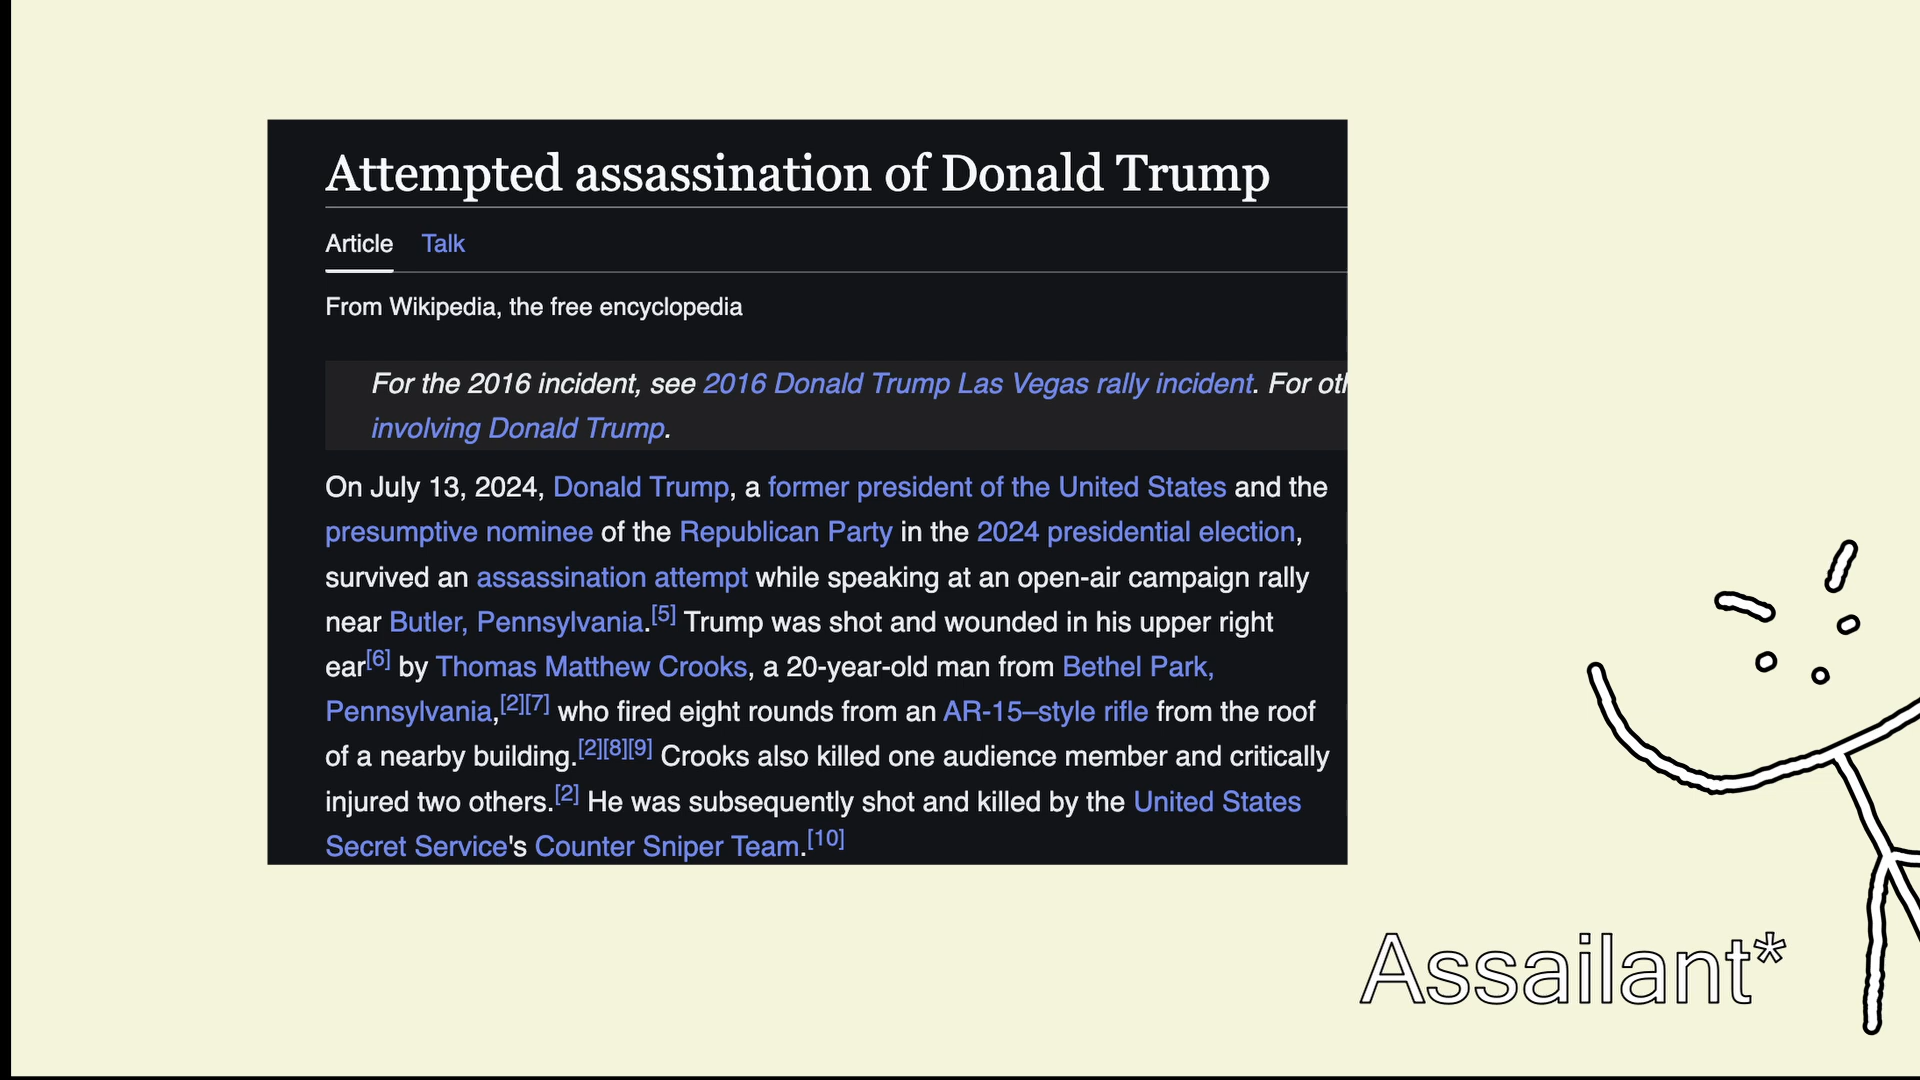 Attempted assassination of Donald Trump
Article Talk
From Wikipedia, the free encyclopedia
For the 2016 incident, see 2016 Donald Trump Las Vegas rally incident. For
involving Donald Trump.
On July 13, 2024, Donald Trump, a former president of the United States and the
presumptive nominee of the Republican Party in the 2024 presidential election,
survived an assassination attempt while speaking at an open-air campaign rally
near Butler, Pennsylvania.[5] Trump was shot and wounded in his upper right
ear[6] by Thomas Matthew Crooks, a 20-year-old man from Bethel Park,
Pennsylvania,[2][7] who fired eight rounds from an AR-15–style rifle from the roof
of a nearby building.[2][8][9] Crooks also killed one audience member and critically
injured two others.[2] He was subsequently shot and killed by the United States
Secret Service's Counter Sniper Team.[10]
Assailant*